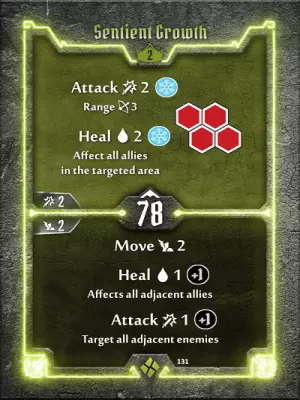 Sentient Growth
2
Attack 2
Range 3
Heal 2
Affect all allies
in the targeted area
2
78
2
Move 2
Heal 1 +1
Affects all adjacent allies
Attack 1 +1
Target all adjacent enemies
131